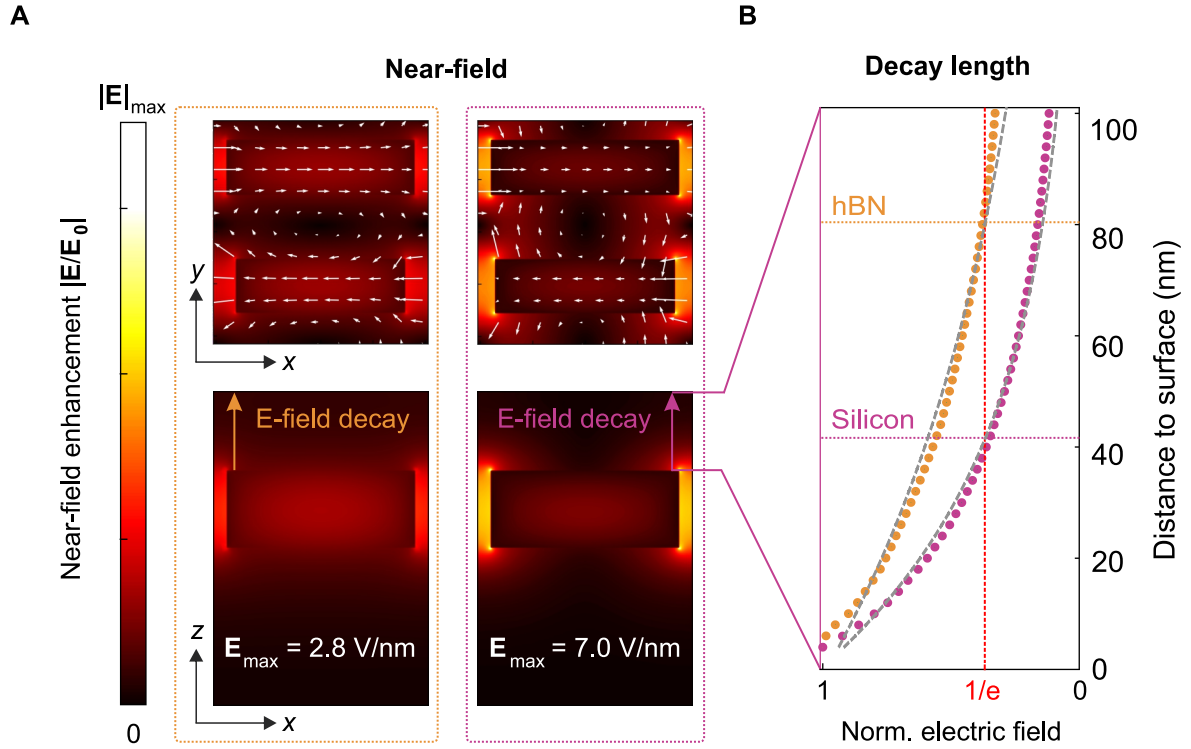 A
B
Near-field
Decay length
|E|max
Near-field enhancement |E/E0|
0
y
x
E-field decay
E-field decay
z
x
Emax = 2.8 V/nm
Emax = 7.0 V/nm
hBN
Silicon
100
80
60
40
20
0
Distance to surface (nm)
1
1/e
0
Norm. electric field